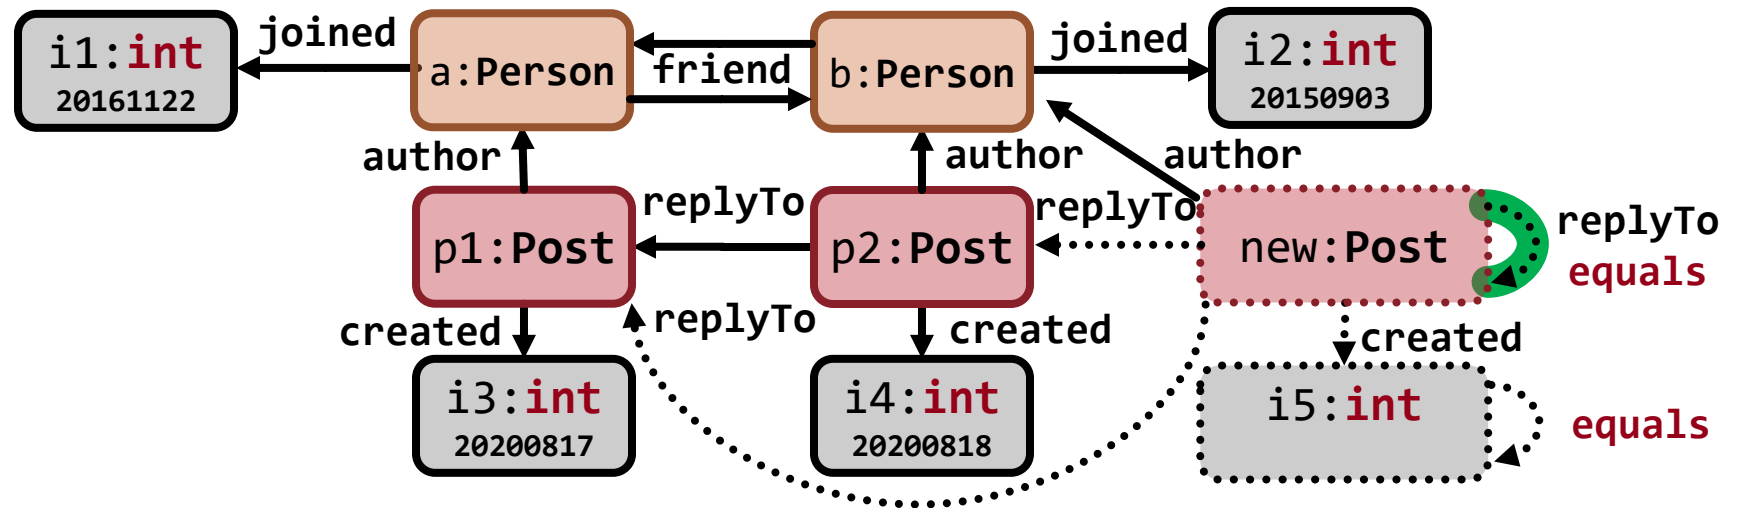 i1:int
20161122
joined
a:Person
friend
b:Person
joined
i2:int
20150903
author
author
author
p1:Post
replyTo
p2:Post
replyTo
new:Post
replyTo
equals
created
replyTo
created
created
i3:int
20200817
i4:int
20200818
i5:int
equals